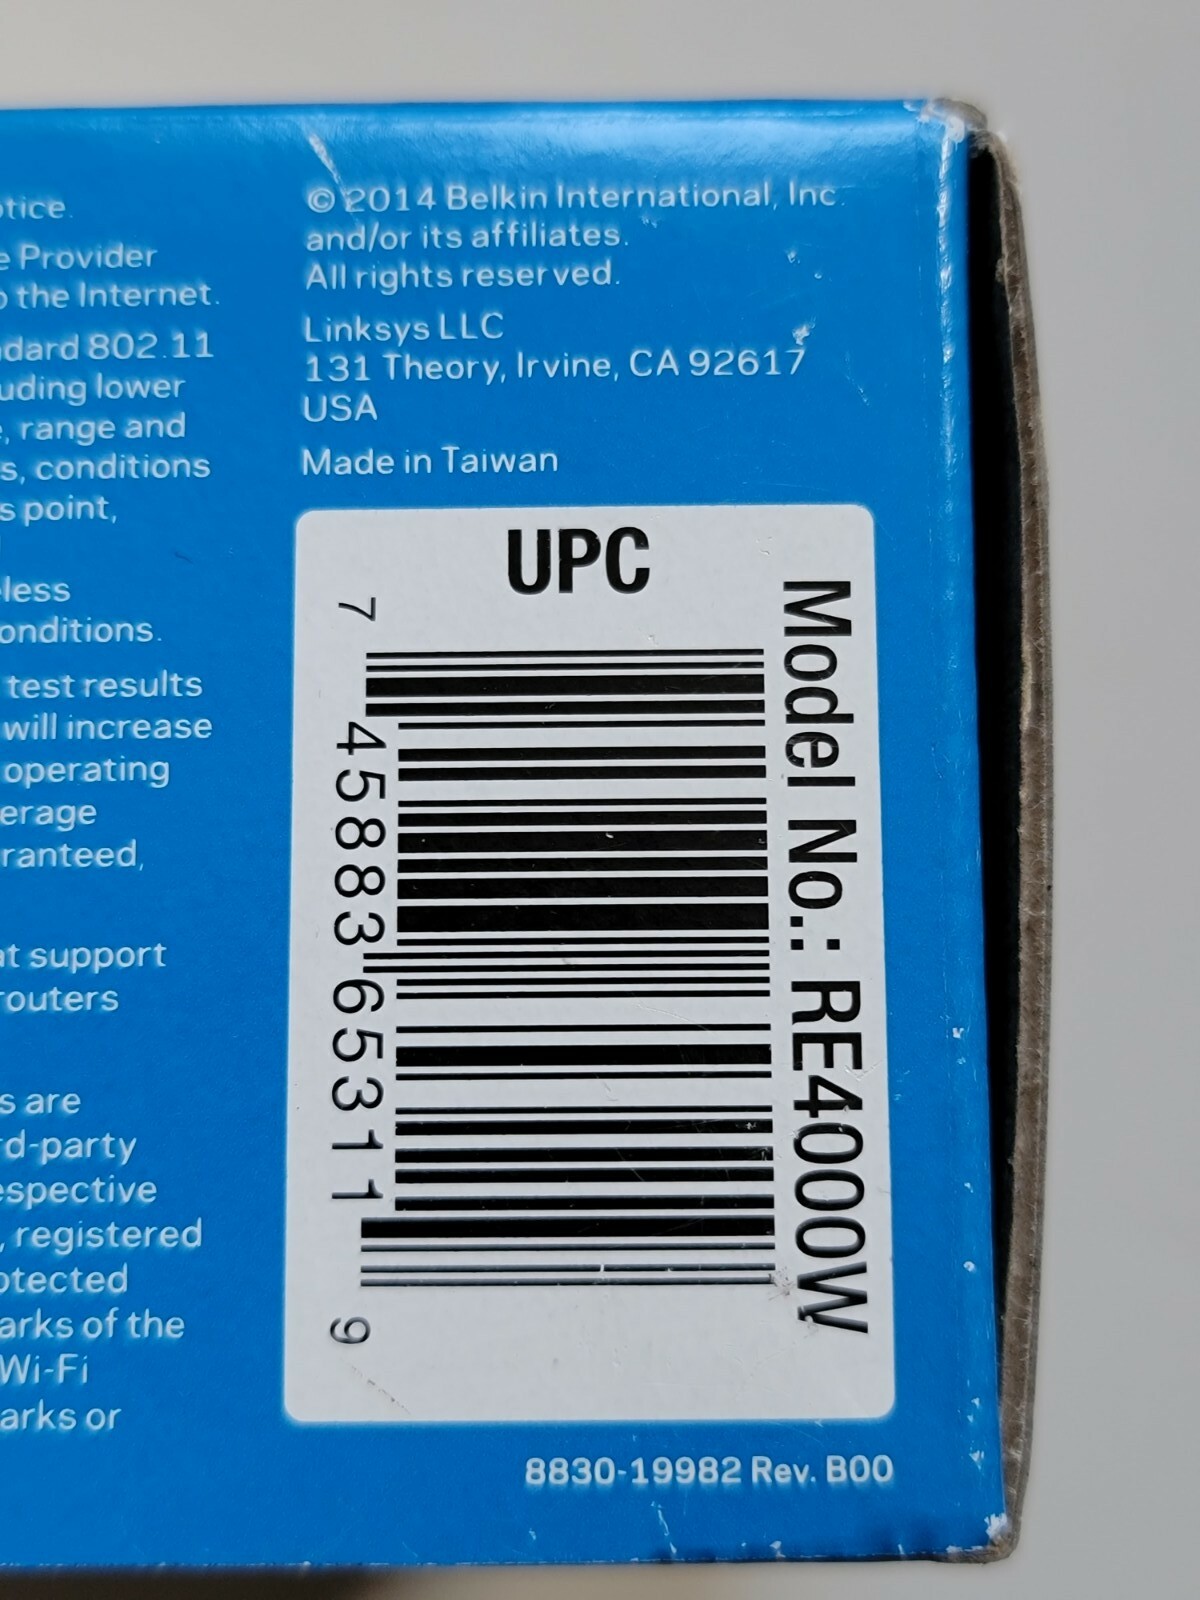 otice.
e Provider
o the Internet.
ndard 802.11
uding lower
e, range and
s, conditions
s point,
eless
onditions.
test results
will increase
operating
erage
ranteed,
at support
routers
s are
rd-party
espective
, registered
otected
arks of the
Wi-Fi
arks or
© 2014 Belkin International, Inc.
and/or its affiliates.
All rights reserved.
Linksys LLC
131 Theory, Irvine, CA 92617
USA
Made in Taiwan
UPC
Model No.: RE4000W
7 45883 65311 9
8830-19982 Rev. B00